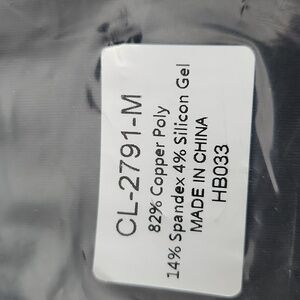 CL-2791-M
82% Copper Poly
14% Spandex 4% Silicon Gel
MADE IN CHINA
HB033